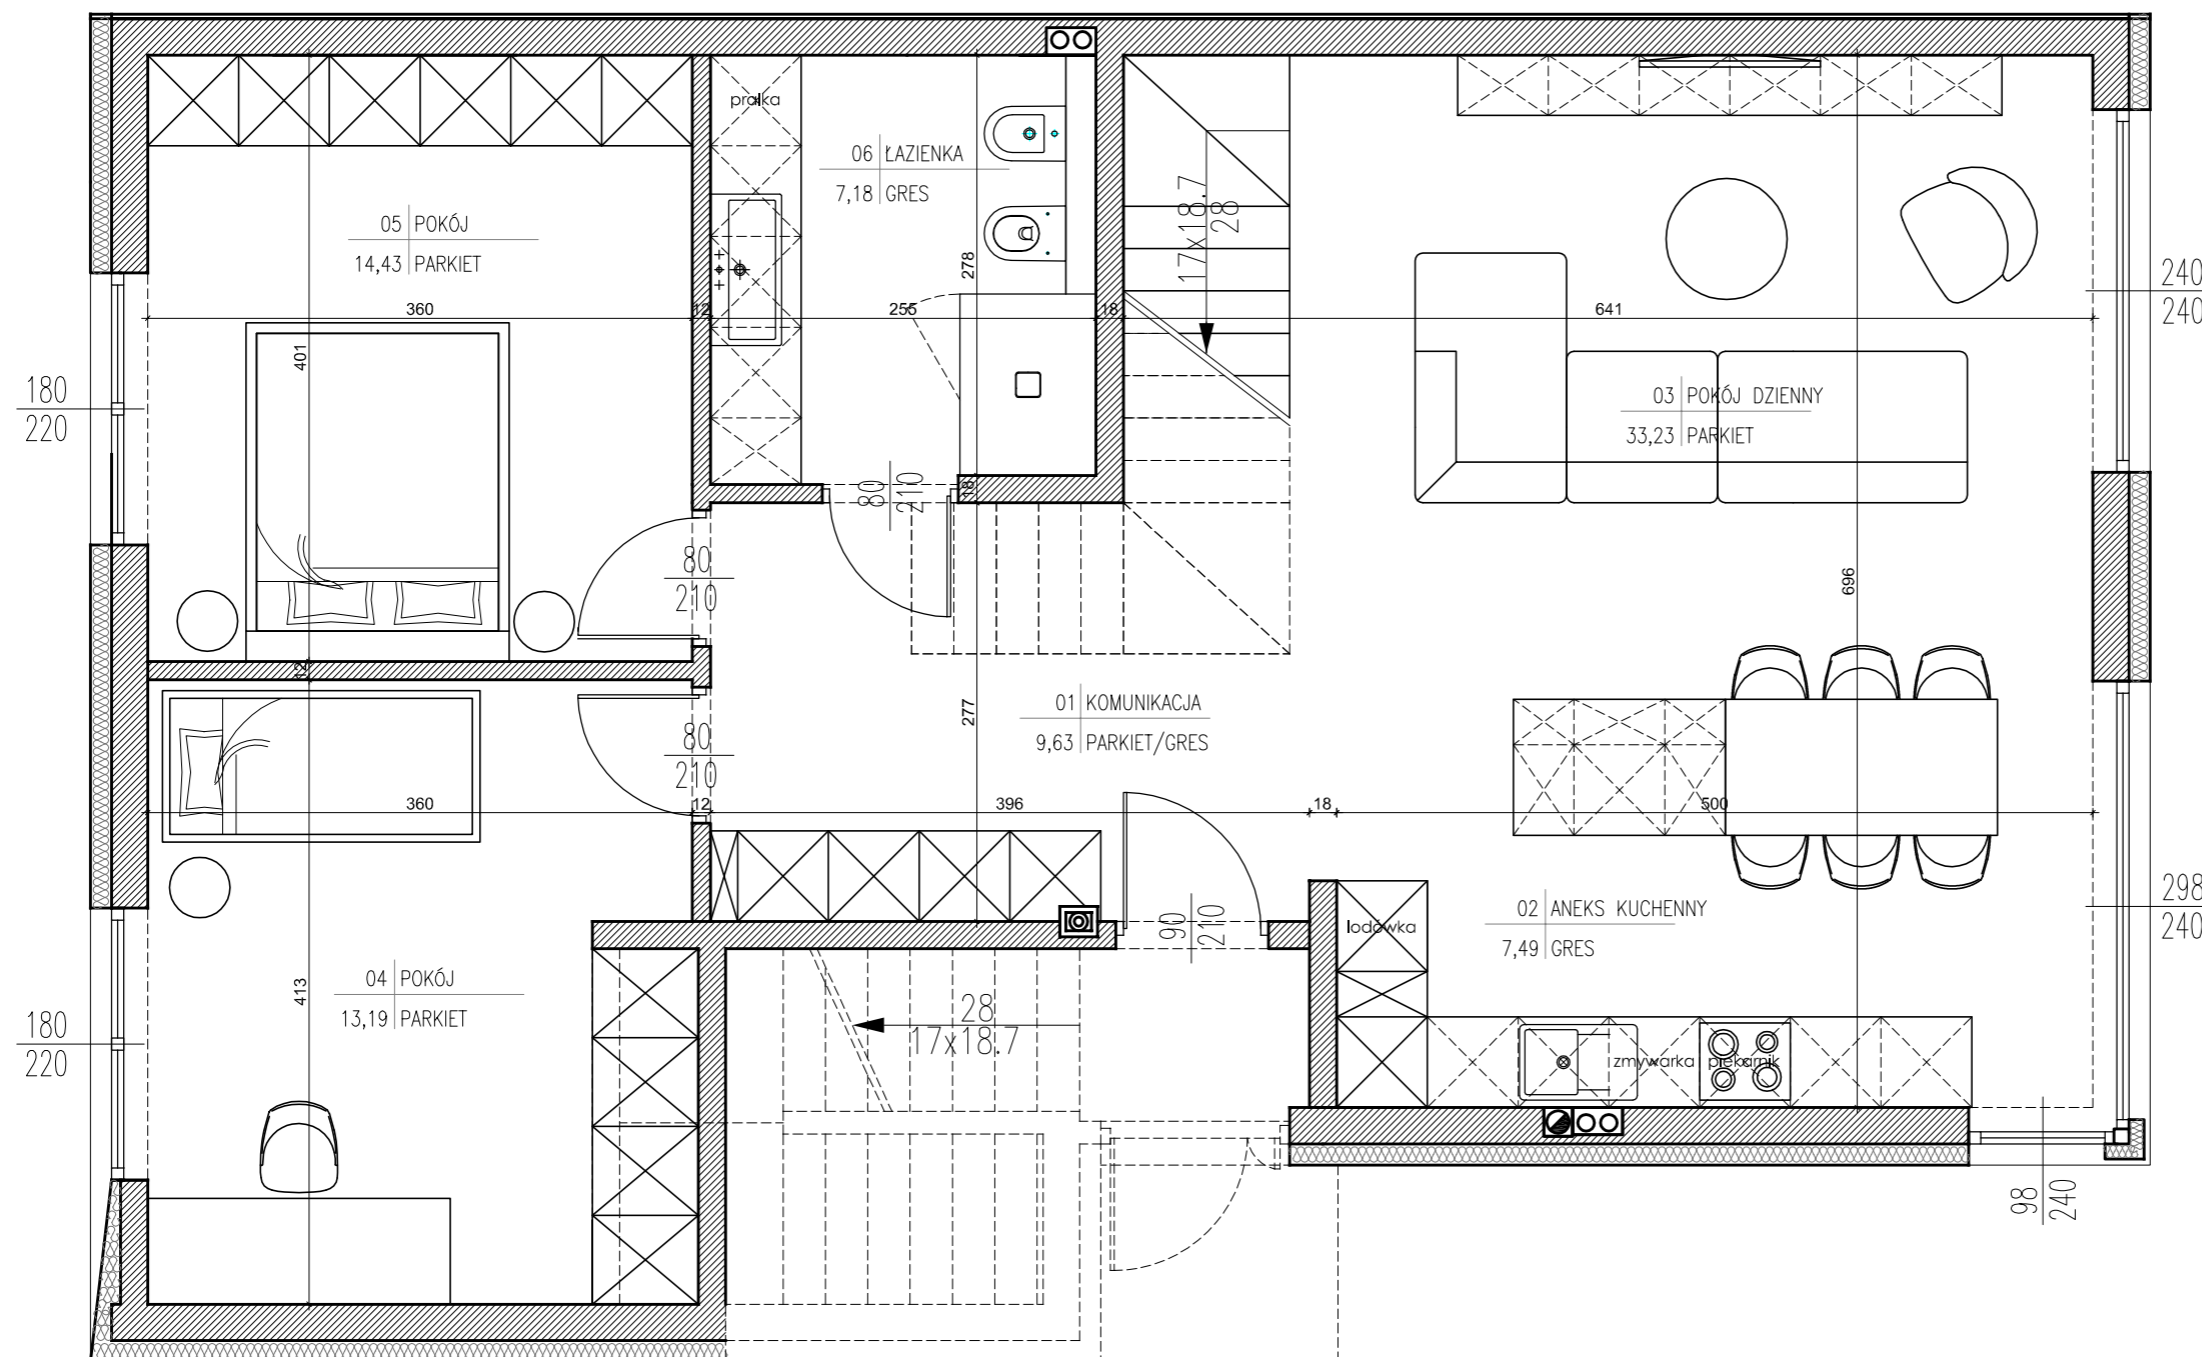 pralka
06 ŁAZIENKA
7,18 GRES
05 POKÓJ
14,43 PARKIET
17x18.7
28
278
240
240
360
12
255
18
641
401
180
220
03 POKÓJ DZIENNY
33,23 PARKIET
80
210
18
80
210
696
12
277
01 KOMUNIKACJA
9,63 PARKIET/GRES
80
210
360
12
396
18
500
90
210
lodówka
02 ANEKS KUCHENNY
7,49 GRES
298
240
413
04 POKÓJ
13,19 PARKIET
28
17x18.7
180
220
zmywarka
piekarnik
98
240